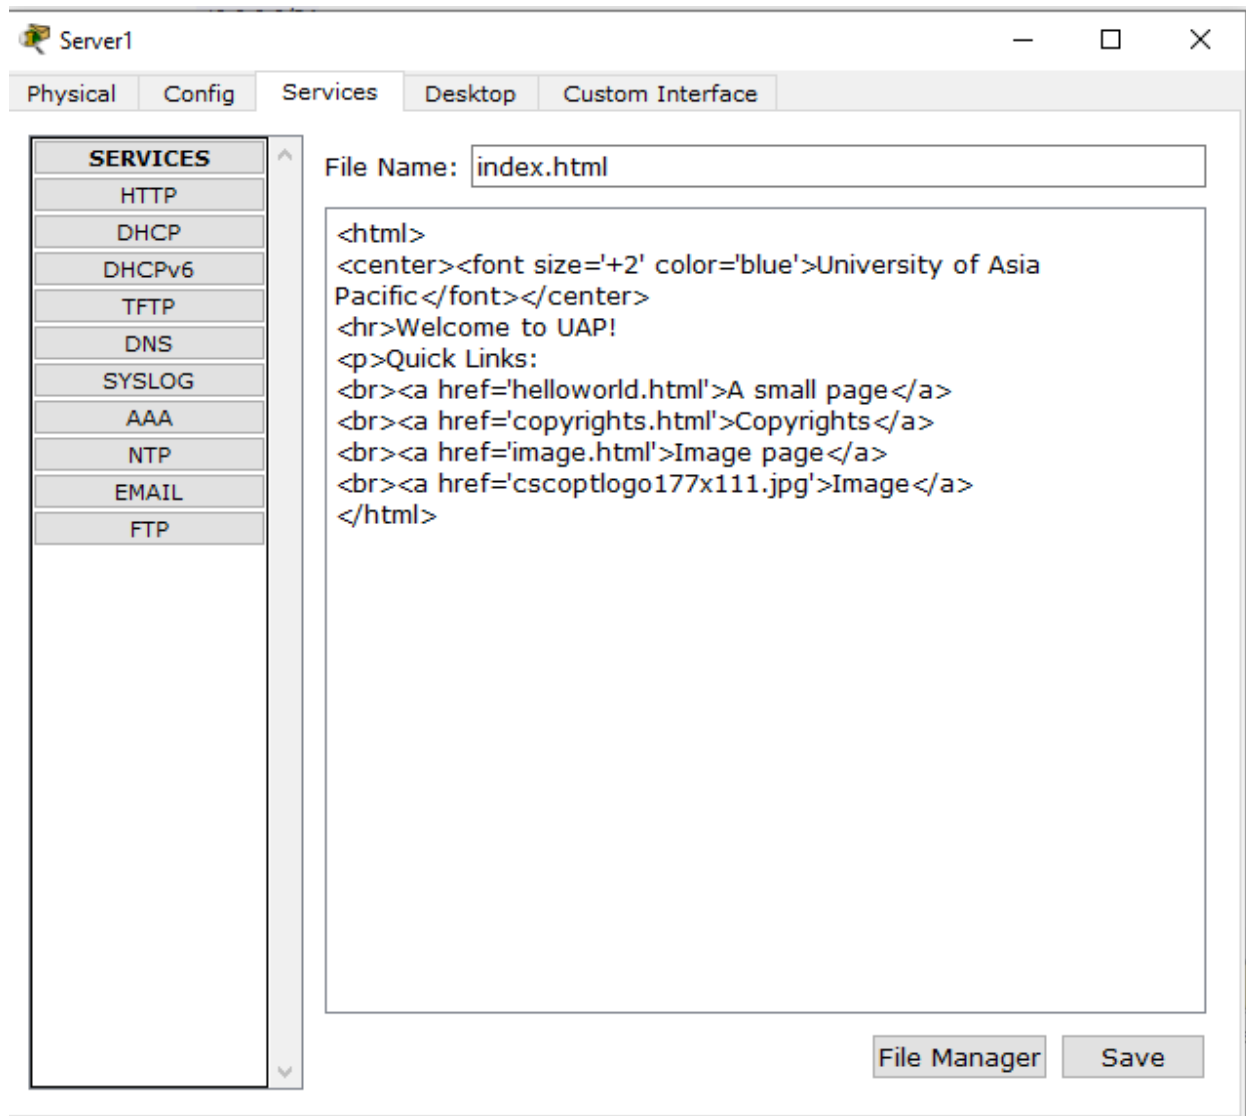 Server1
Physical Config Services Desktop Custom Interface
SERVICES
HTTP
DHCP
DHCPv6
TFTP
DNS
SYSLOG
AAA
NTP
EMAIL
FTP
File Name: index.html
<html>
<center><font size='+2' color='blue'>University of Asia
Pacific</font></center>
<hr>Welcome to UAP!
<p>Quick Links:
<br><a href='helloworld.html'>A small page</a>
<br><a href='copyrights.html'>Copyrights</a>
<br><a href='image.html'>Image page</a>
<br><a href='cscoptlogo177x111.jpg'>Image</a>
</html>
File Manager Save